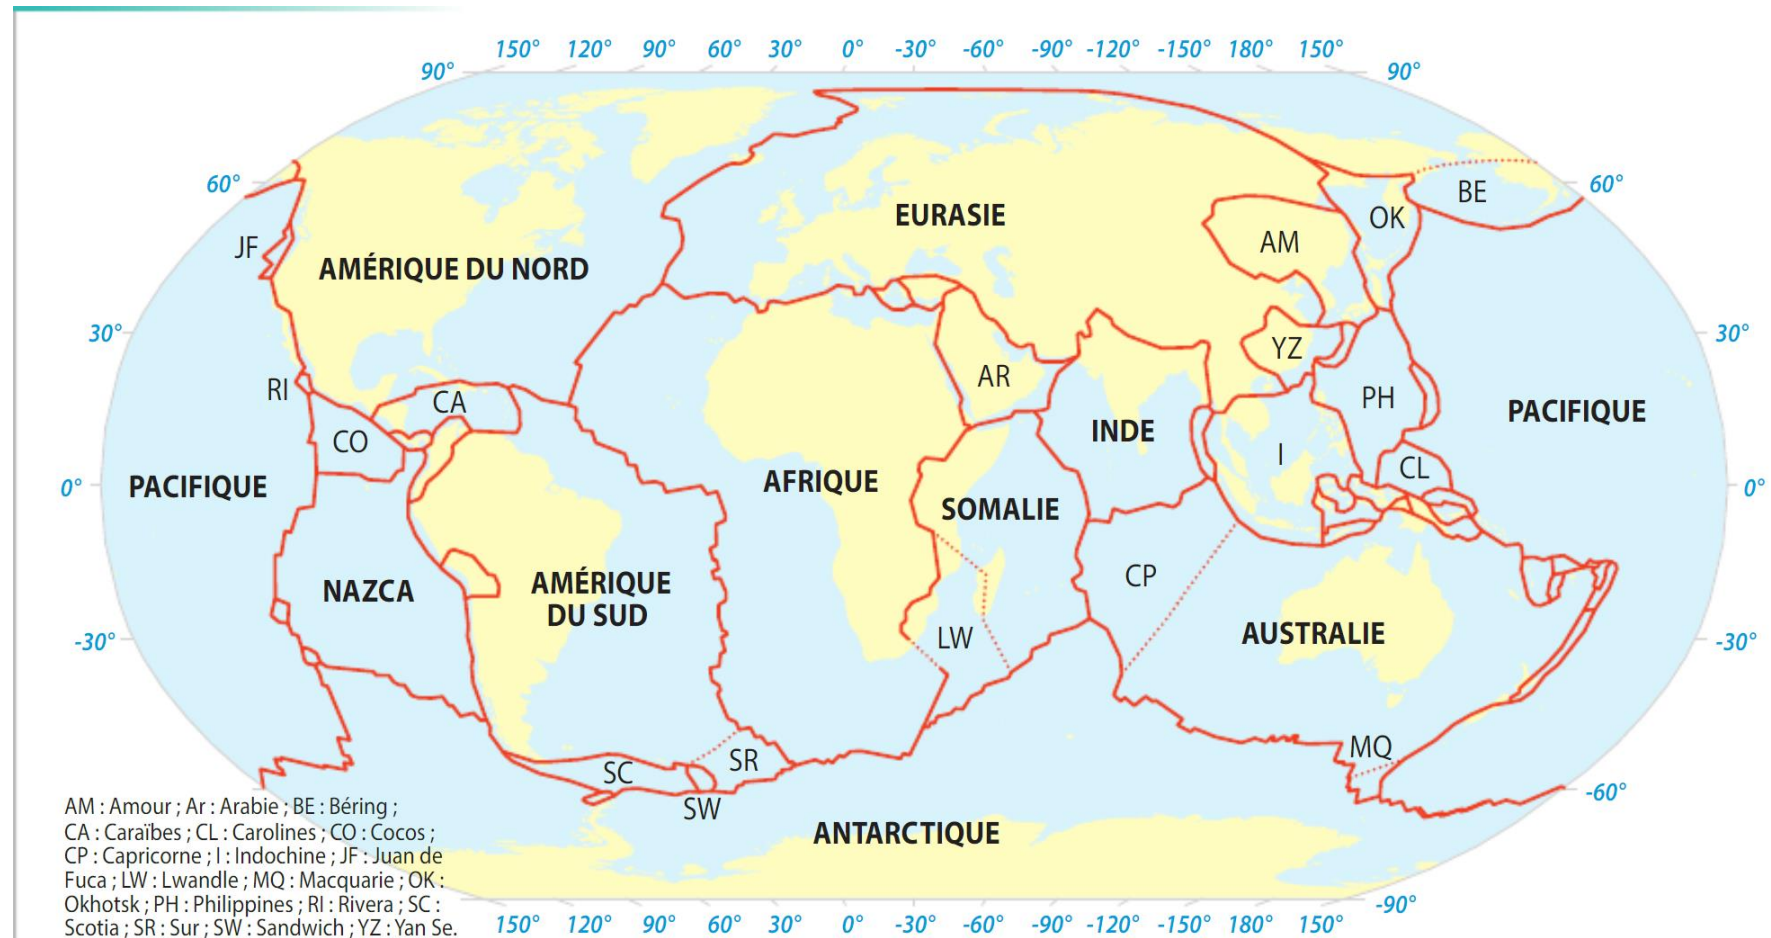 150° 120° 90° 60° 30° 0° -30° -60° -90° -120° -150° 180° 150°
90° 90°
60° 60°
BE
EURASIE
OK
JF AM
AMÉRIQUE DU NORD
30° 30°
YZ
RI AR
CA PH
PACIFIQUE
CO INDE
I
CL
PACIFIQUE AFRIQUE
0° 0°
SOMALIE
CP
NAZCA AMÉRIQUE
DU SUD
-30° LW AUSTRALIE -30°
MQ
SC SR
-60°
SW
ANTARCTIQUE
AM : Amour ; Ar : Arabie ; BE : Béring ;
CA : Caraïbes ; CL : Carolines ; CO : Cocos ;
CP : Capricorne ; I : Indochine ; JF : Juan de
Fuca ; LW : Lwandle ; MQ : Macquarie ; OK :
Okhotsk ; PH : Philippines ; RI : Rivera ; SC :
Scotia ; SR : Sur ; SW : Sandwich ; YZ : Yan Se.
-90°
150° 120° 90° 60° 30° 0° -30° -60° -90° -120° -150° 180° 150°